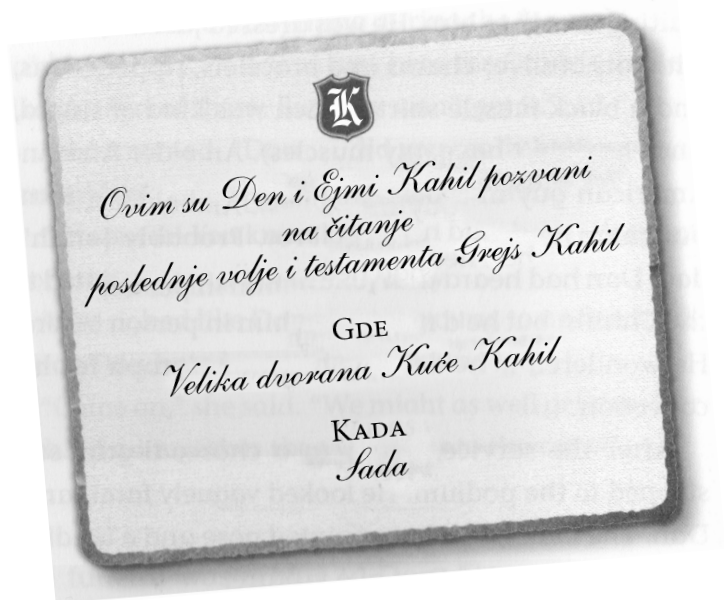 K
Ovim su Den i Ejmi Kahil pozvani
na čitanje
poslednje volje i testamenta Grejs Kahil
GDE
Velika dvorana Kuće Kahil
KADA
Sada